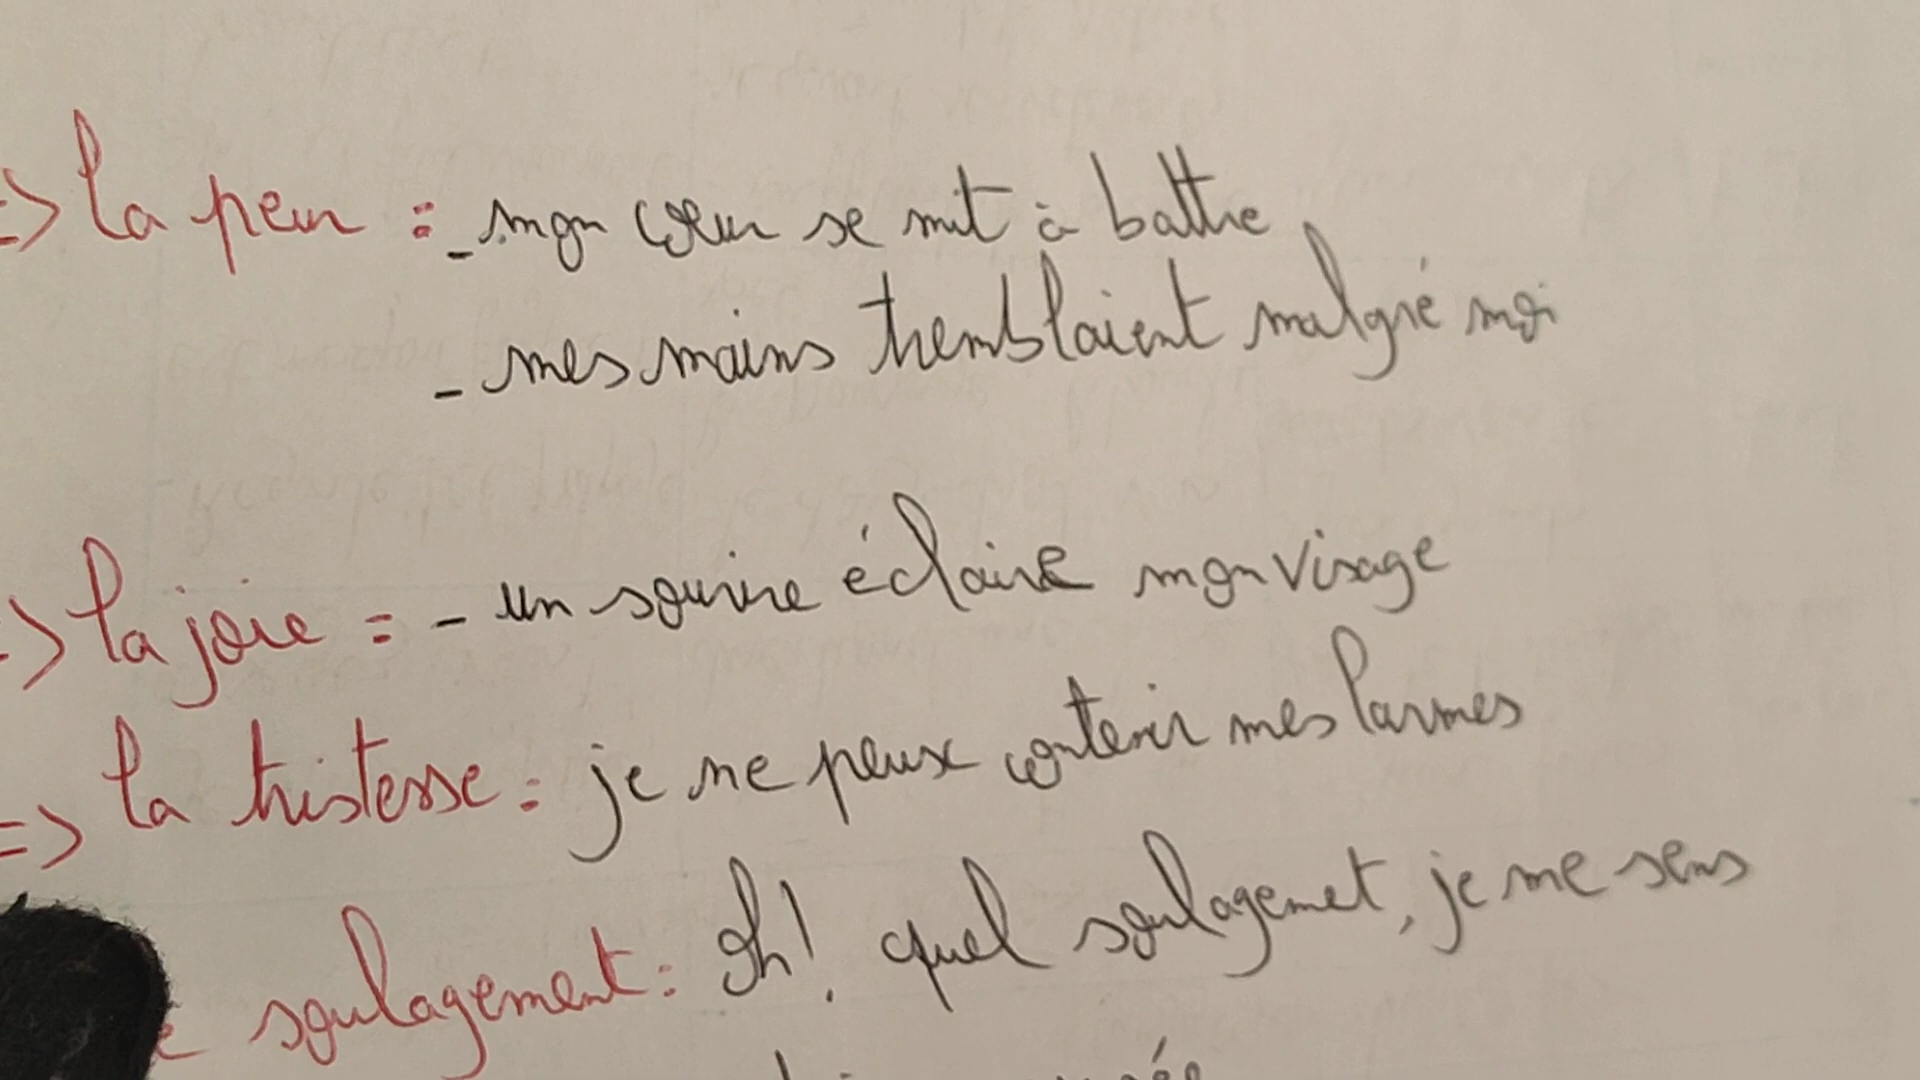 => la peur : - mon cœur se mit à battre
- mes mains tremblaient malgré moi
=> la joie : - un sourire éclaire mon visage
=> la tristesse : je ne peux contenir mes larmes
soulagement : Oh! quel soulagemet, je me sens